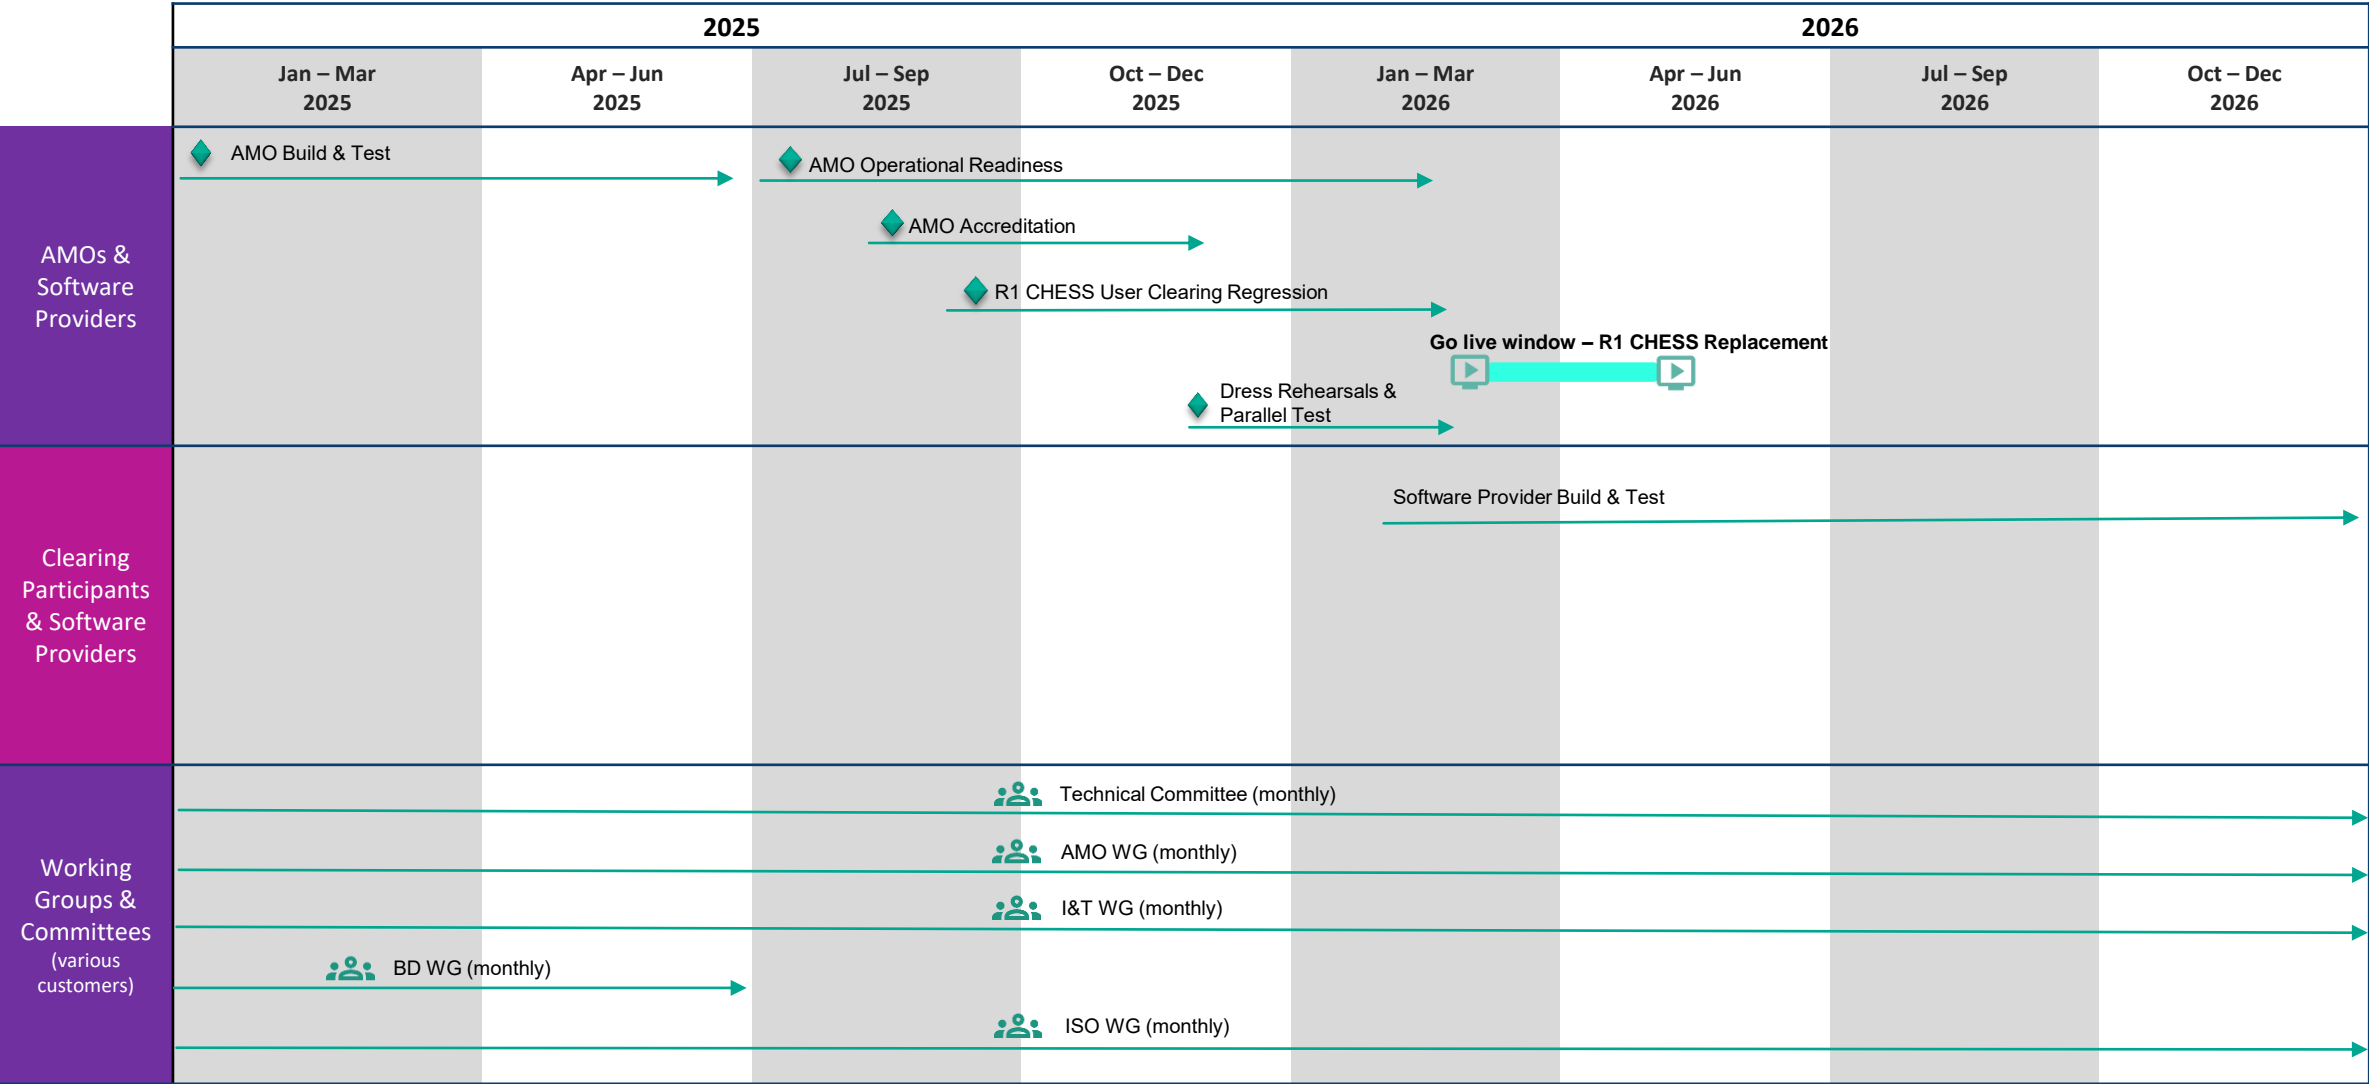 2025
2026
Jan – Mar
2025
Apr – Jun
2025
Jul – Sep
2025
Oct – Dec
2025
Jan – Mar
2026
Apr – Jun
2026
Jul – Sep
2026
Oct – Dec
2026
AMOs &
Software
Providers
AMO Build & Test
AMO Operational Readiness
AMO Accreditation
R1 CHESS User Clearing Regression
Go live window – R1 CHESS Replacement
Dress Rehearsals &
Parallel Test
Clearing
Participants
& Software
Providers
Software Provider Build & Test
Working
Groups &
Committees
(various
customers)
Technical Committee (monthly)
AMO WG (monthly)
I&T WG (monthly)
BD WG (monthly)
ISO WG (monthly)